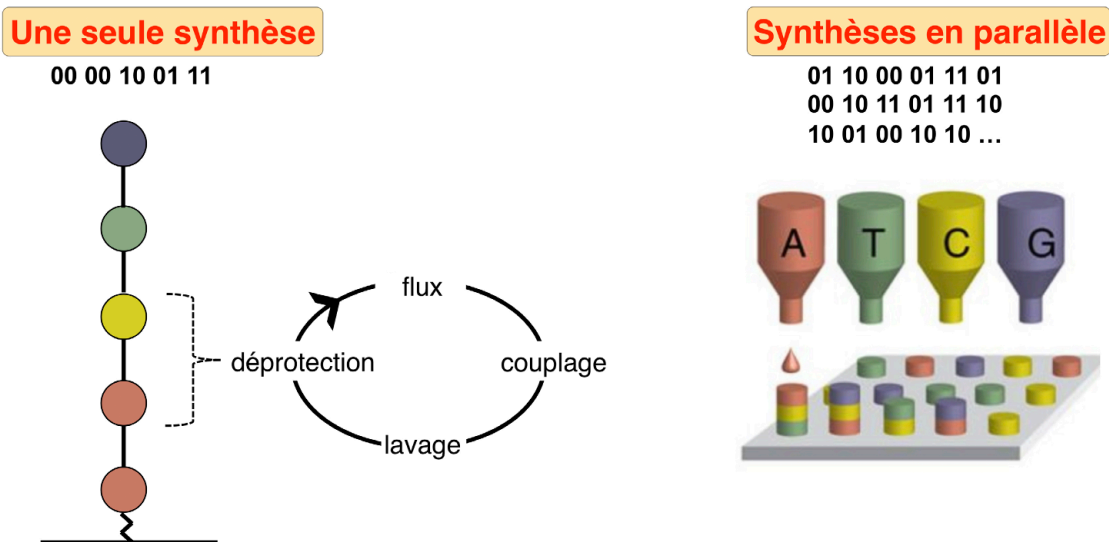 Une seule synthèse
00 00 10 01 11
flux
déprotection
couplage
lavage
Synthèses en parallèle
01 10 00 01 11 01
00 10 11 01 11 10
10 01 00 10 10 ...
A T C G